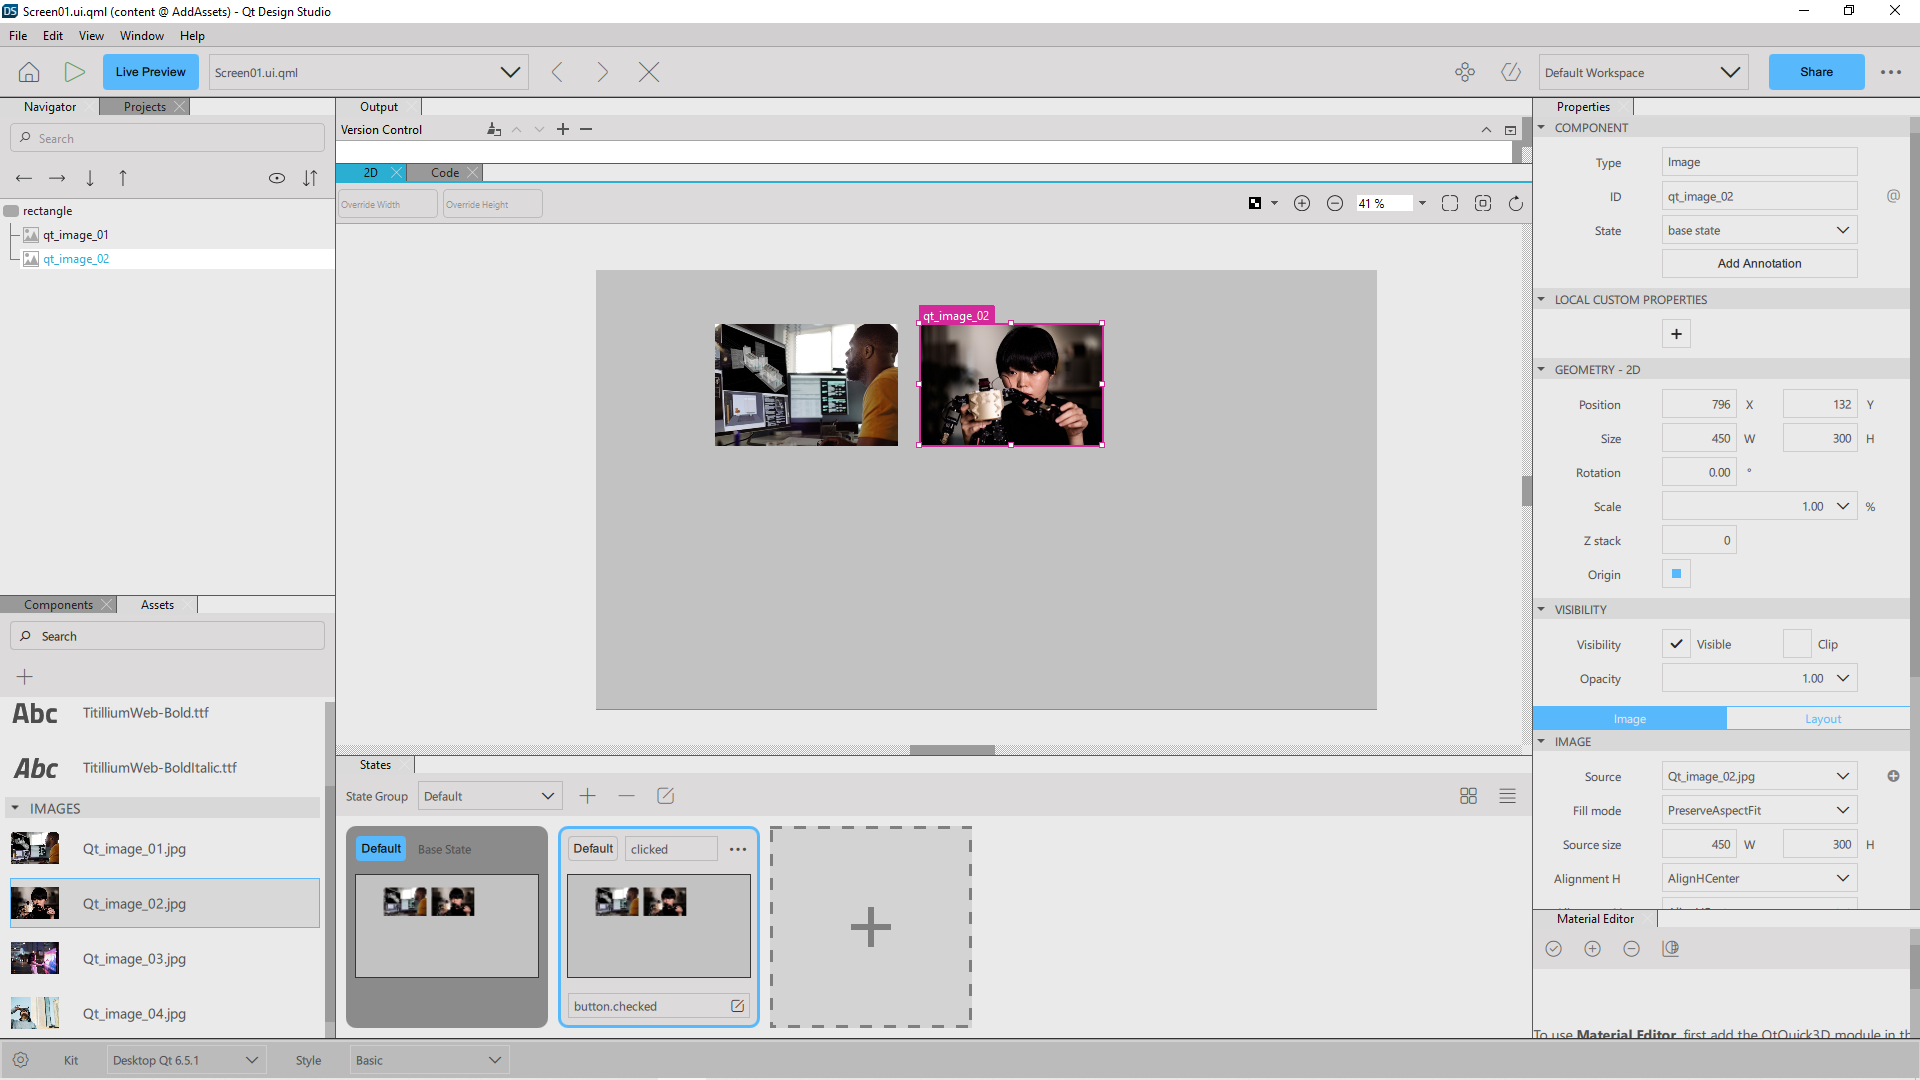 DS Screen01.ui.qml (content @ AddAssets) - Qt Design Studio
File Edit View Window Help
Live Preview
Screen01.ui.qml
Default Workspace
Share
Navigator
Projects
Search
rectangle
qt_image_01
qt_image_02
Components
Assets
Search
Abc TitilliumWeb-Bold.ttf
Abc TitilliumWeb-BoldItalic.ttf
IMAGES
Qt_image_01.jpg
Qt_image_02.jpg
Qt_image_03.jpg
Qt_image_04.jpg
Output
Version Control
2D
Code
Override Width
Override Height
41 %
qt_image_02
States
State Group
Default
Default
Base State
Default
clicked
button.checked
Properties
COMPONENT
Type Image
ID qt_image_02 @
State base state
Add Annotation
LOCAL CUSTOM PROPERTIES
GEOMETRY - 2D
Position 796 X 132 Y
Size 450 W 300 H
Rotation 0.00 °
Scale 1.00 %
Z stack 0
Origin
VISIBILITY
Visibility Visible Clip
Opacity 1.00
Image Layout
IMAGE
Source Qt_image_02.jpg
Fill mode PreserveAspectFit
Source size 450 W 300 H
Alignment H AlignHCenter
Material Editor
To use Material Editor, first add the QtQuick3D module in th
Kit Desktop Qt 6.5.1 Style Basic